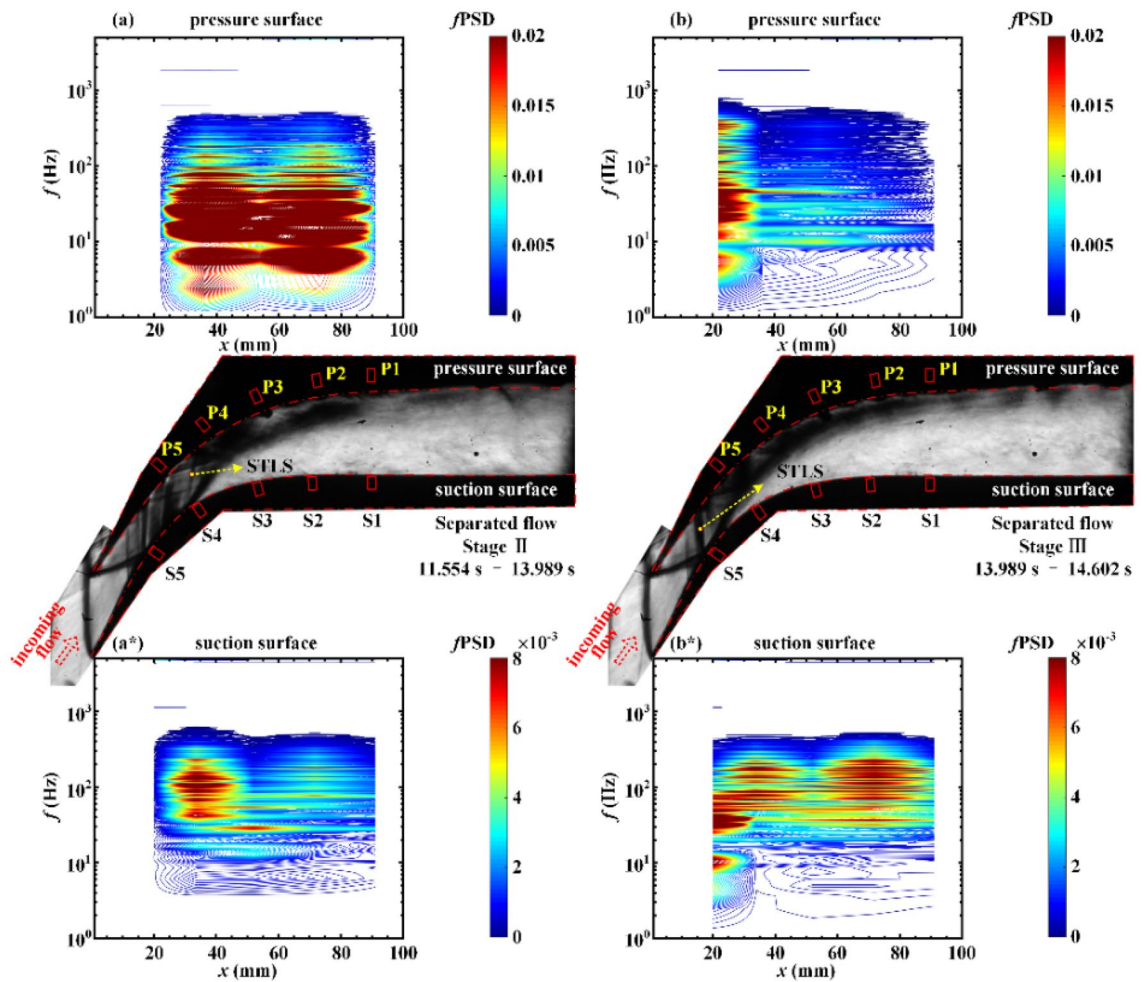 (a) pressure surface fPSD
0.02
0.015
0.01
0.005
0
10³
10²
10¹
10⁰
f (Hz)
0 20 40 60 80 100
x (mm)
(b) pressure surface fPSD
0.02
0.015
0.01
0.005
0
10³
10²
10¹
10⁰
f (Hz)
0 20 40 60 80 100
x (mm)
pressure surface
P1
P2
P3
P4
P5
STLS
suction surface
S1
S2
S3
S4
S5
Separated flow
Stage Ⅱ
11.554 s - 13.989 s
incoming
flow
pressure surface
P1
P2
P3
P4
P5
STLS
suction surface
S1
S2
S3
S4
S5
Separated flow
Stage Ⅲ
13.989 s - 14.602 s
incoming
flow
(a*) suction surface fPSD ×10⁻³
8
6
4
2
0
10³
10²
10¹
10⁰
f (Hz)
0 20 40 60 80 100
x (mm)
(b*) suction surface fPSD ×10⁻³
8
6
4
2
0
10³
10²
10¹
10⁰
f (Hz)
0 20 40 60 80 100
x (mm)